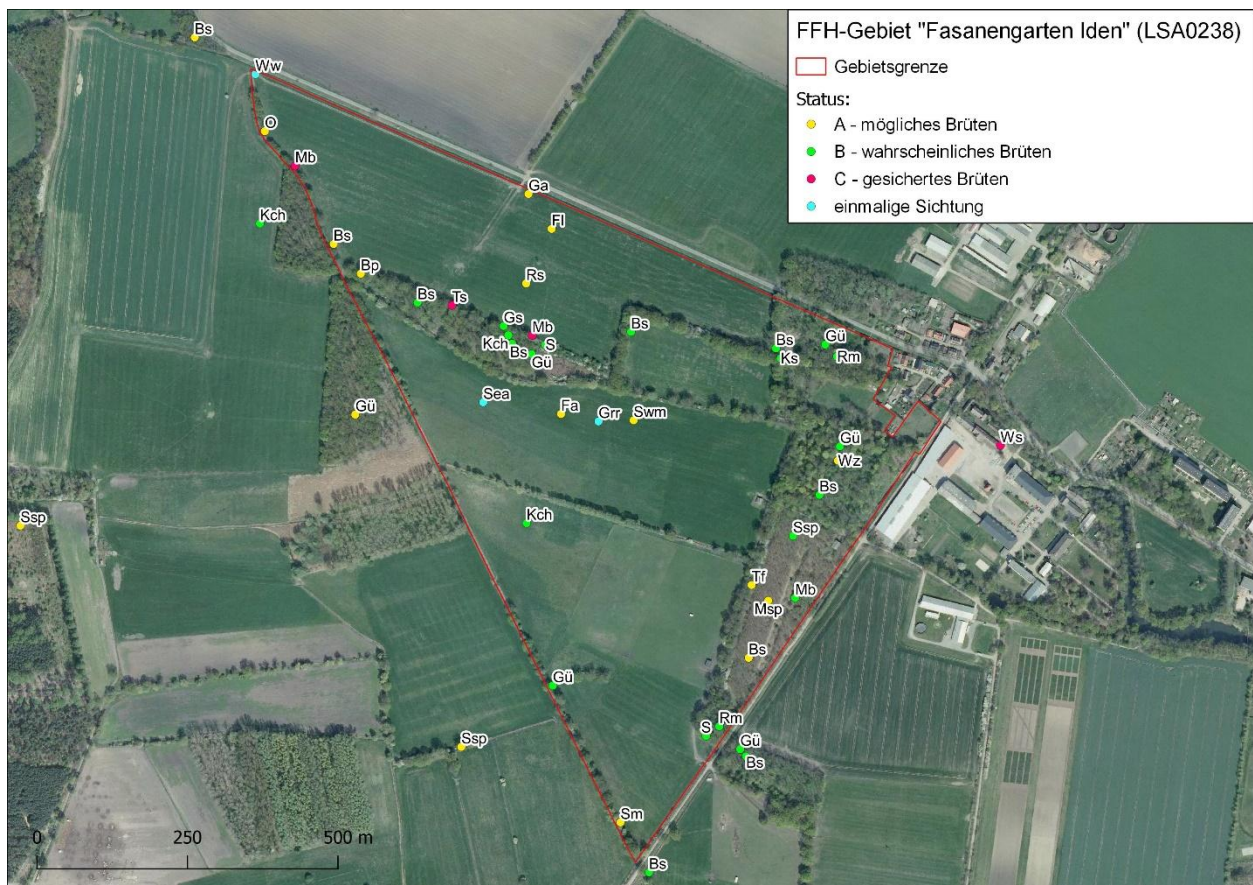 FFH-Gebiet "Fasanengarten Iden" (LSA0238)
Gebietsgrenze
Status:
A - mögliches Brüten
B - wahrscheinliches Brüten
C - gesichertes Brüten
einmalige Sichtung
Bs
Ww
O
Mb
Ga
Kch
Fl
Bs
Bp
Rs
Bs
Ts
Gs
Mb
Bs
Kch
S
Bs
Gü
Bs
Ks
Gü
Rm
Sea
Fa
Grr
Swm
Gü
Gü
Wz
Ws
Bs
Ssp
Kch
Ssp
Tf
Msp
Mb
Bs
Gü
Rm
S
Gü
Bs
Ssp
Sm
Bs
0
250
500 m